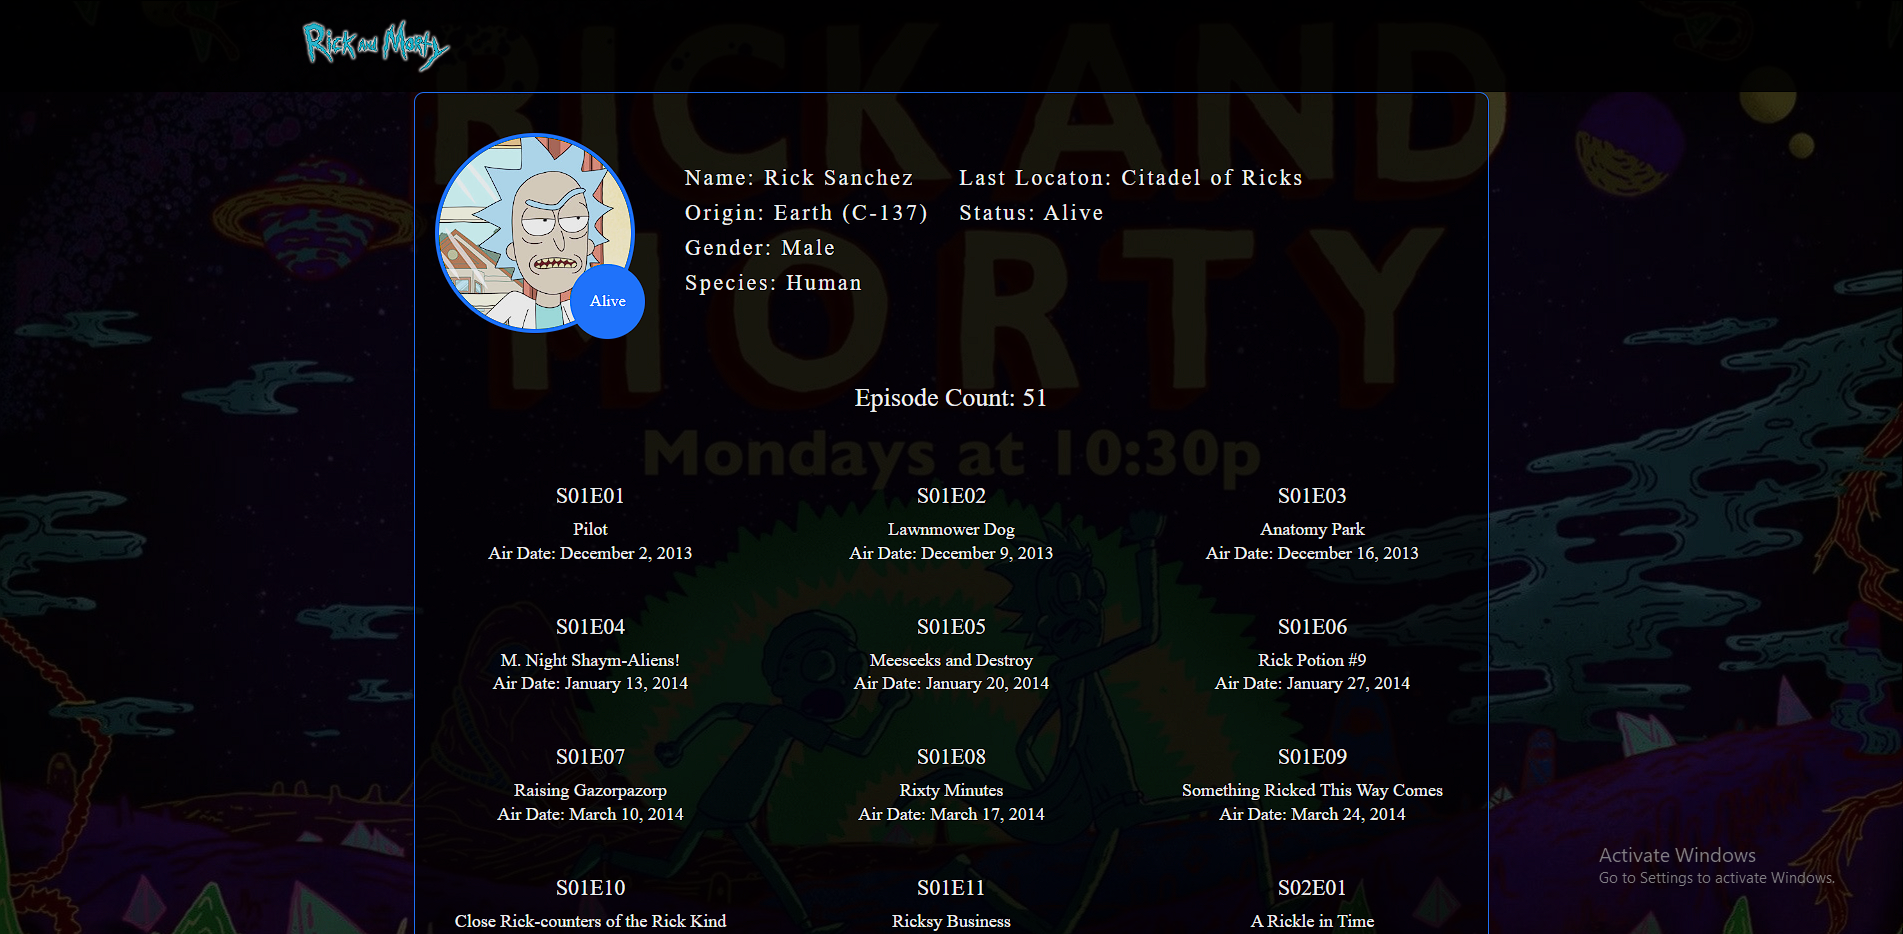 Rick and Morty
RICK AND
MORTY
Mondays at 10:30p
Name: Rick Sanchez
Origin: Earth (C-137)
Gender: Male
Species: Human
Last Locaton: Citadel of Ricks
Status: Alive
Alive
Episode Count: 51
S01E01
Pilot
Air Date: December 2, 2013
S01E02
Lawnmower Dog
Air Date: December 9, 2013
S01E03
Anatomy Park
Air Date: December 16, 2013
S01E04
M. Night Shaym-Aliens!
Air Date: January 13, 2014
S01E05
Meeseeks and Destroy
Air Date: January 20, 2014
S01E06
Rick Potion #9
Air Date: January 27, 2014
S01E07
Raising Gazorpazorp
Air Date: March 10, 2014
S01E08
Rixty Minutes
Air Date: March 17, 2014
S01E09
Something Ricked This Way Comes
Air Date: March 24, 2014
S01E10
Close Rick-counters of the Rick Kind
S01E11
Ricksy Business
S02E01
A Rickle in Time
Activate Windows
Go to Settings to activate Windows.